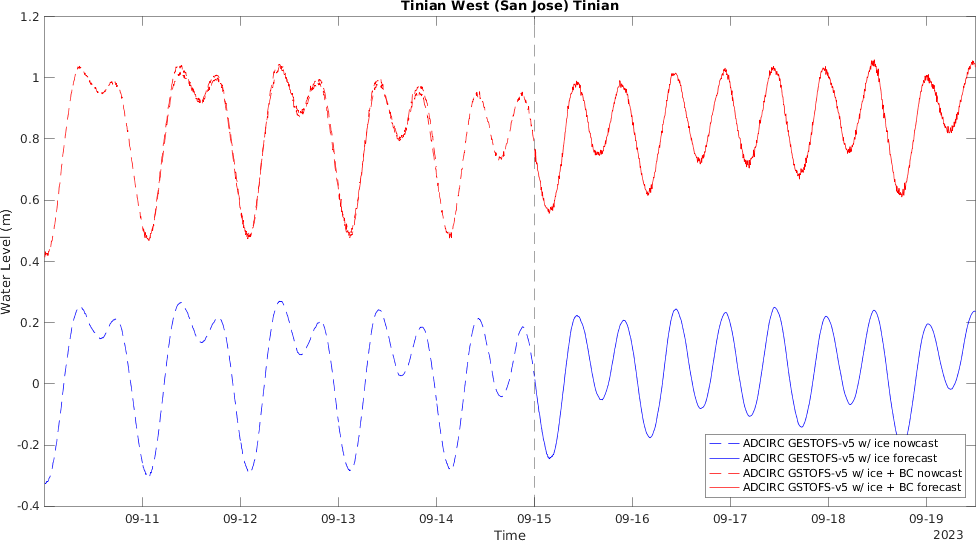 Tinian West (San Jose) Tinian
1.2
1
0.8
0.6
0.4
0.2
0
-0.2
-0.4
Water Level (m)
09-11
09-12
09-13
09-14
09-15
09-16
09-17
09-18
09-19
Time
2023
ADCIRC GESTOFS-v5 w/ ice nowcast
ADCIRC GESTOFS-v5 w/ ice forecast
ADCIRC GSTOFS-v5 w/ ice + BC nowcast
ADCIRC GSTOFS-v5 w/ ice + BC forecast